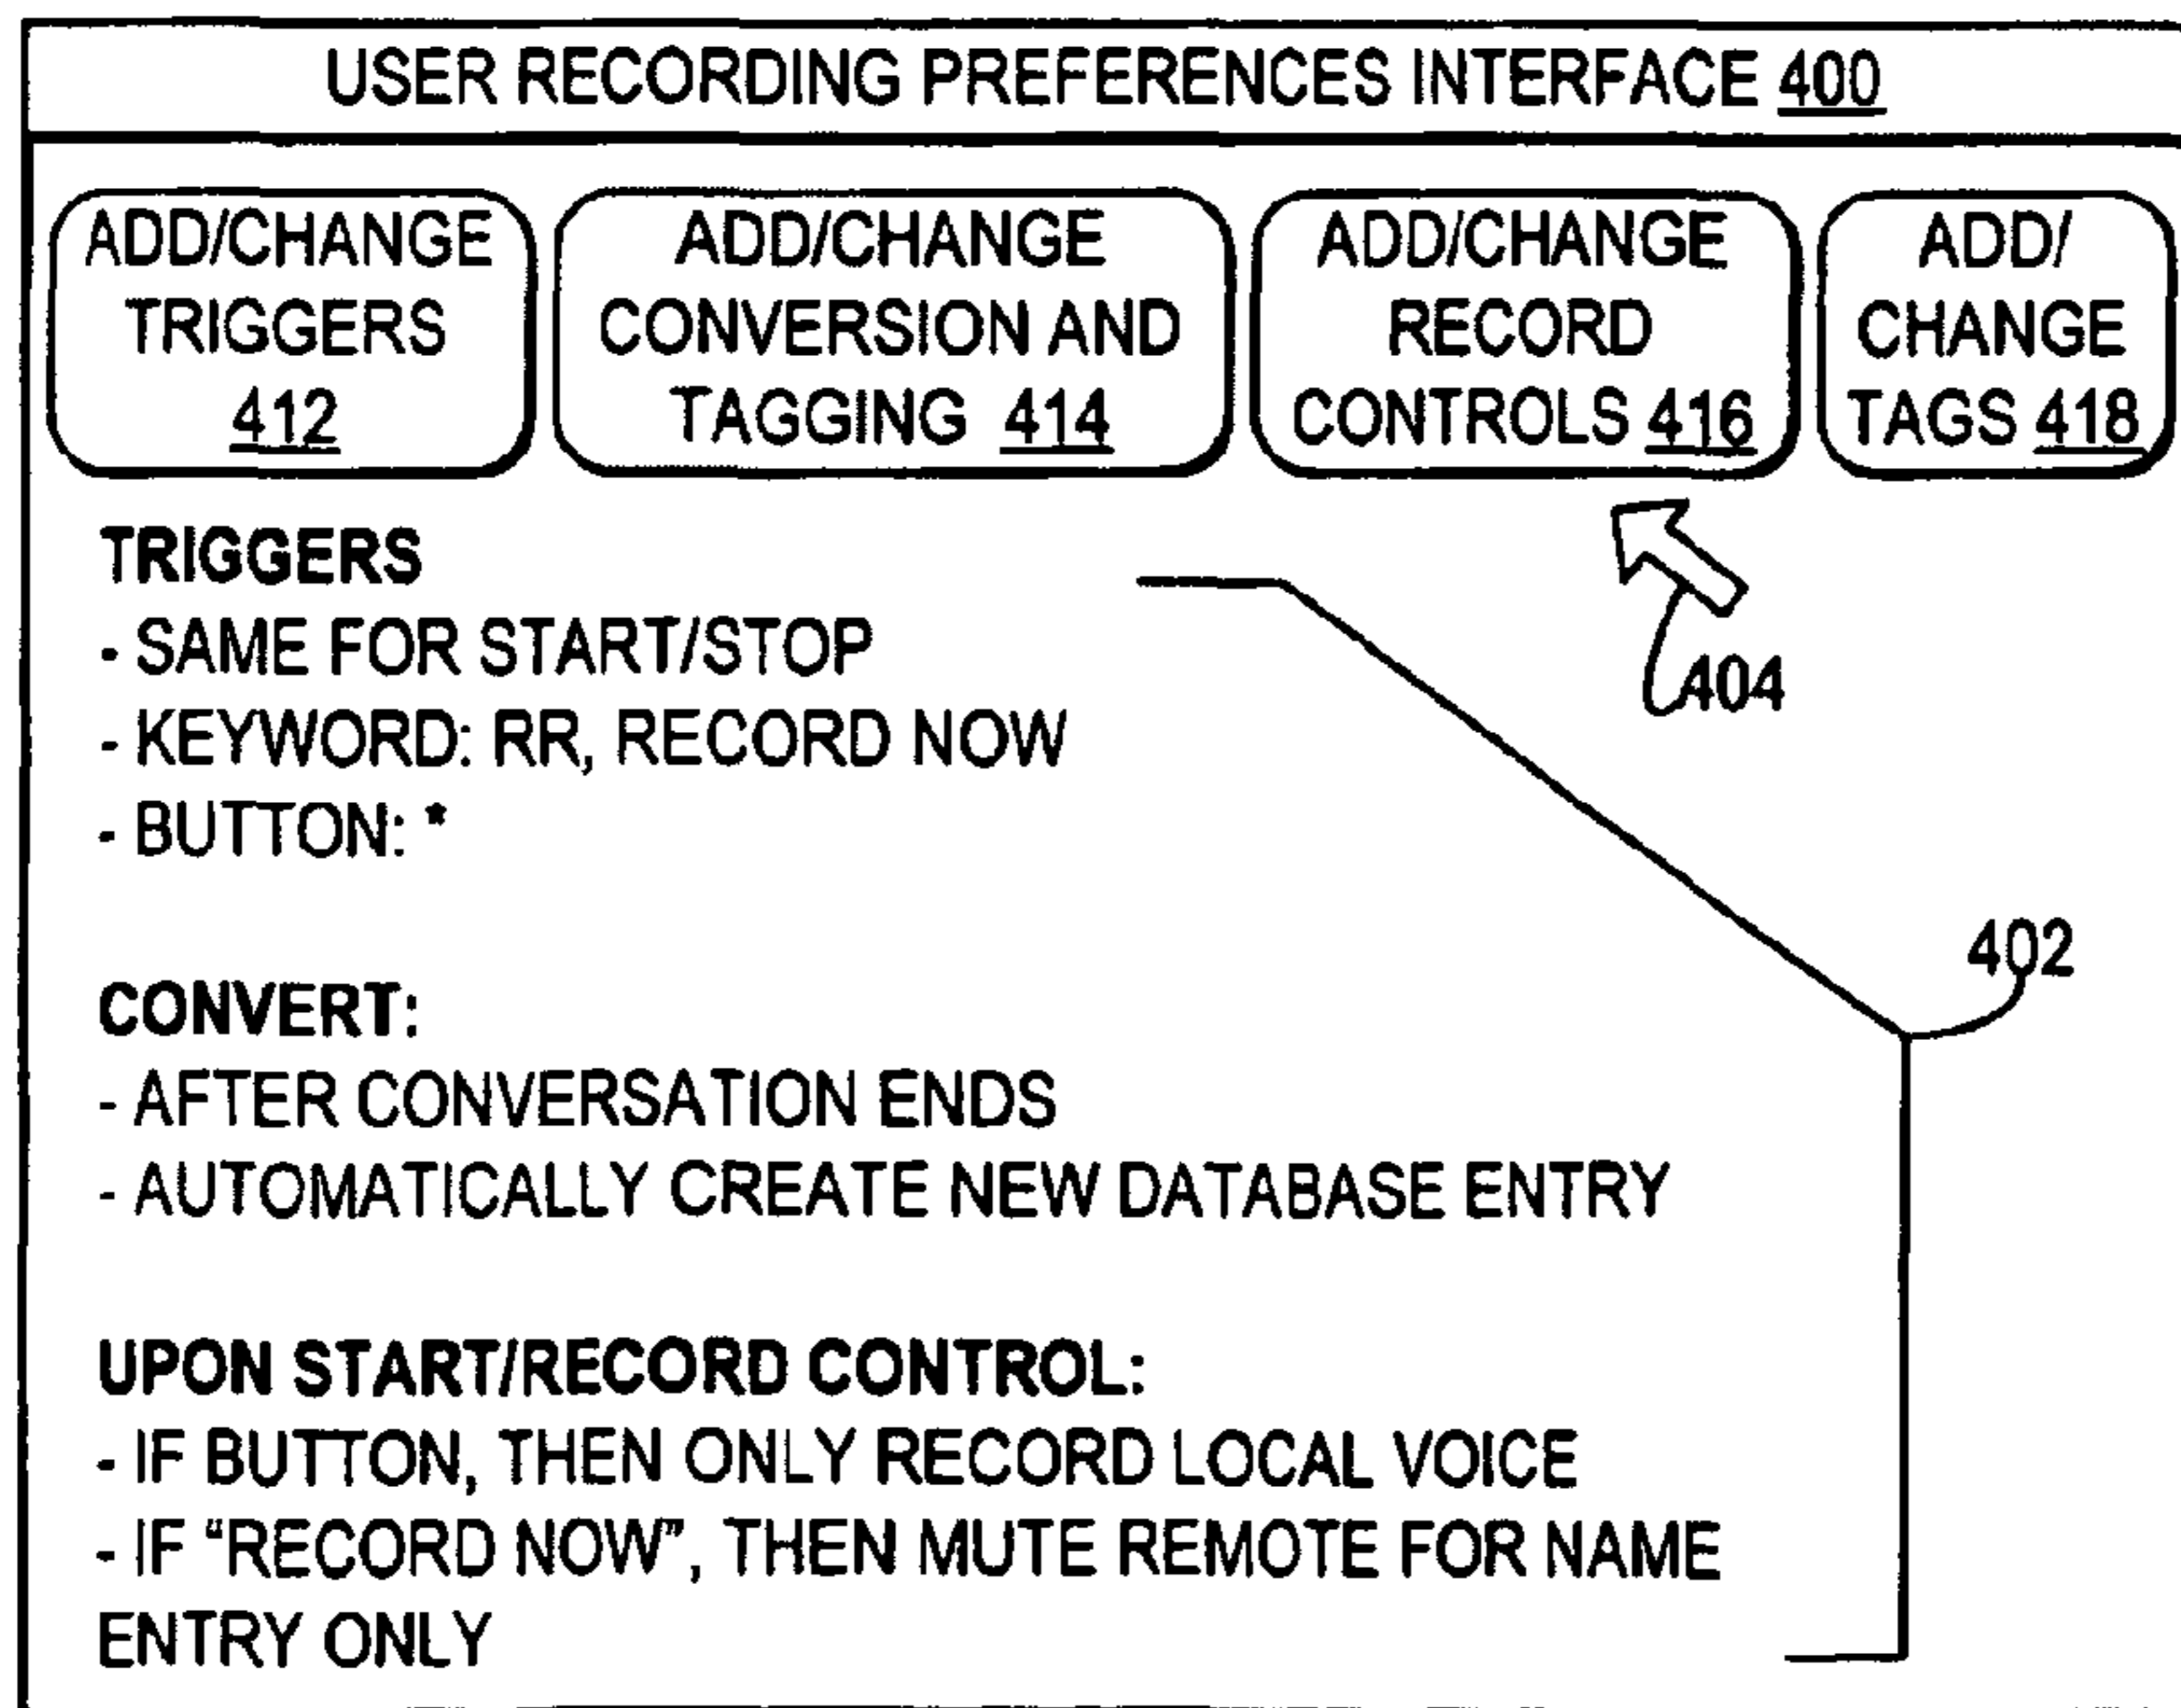 USER RECORDING PREFERENCES INTERFACE 400
ADD/CHANGE
TRIGGERS
412
ADD/CHANGE
CONVERSION AND
TAGGING 414
ADD/CHANGE
RECORD
CONTROLS 416
ADD/
CHANGE
TAGS 418
TRIGGERS
- SAME FOR START/STOP
- KEYWORD: RR, RECORD NOW
- BUTTON: *
404
402
CONVERT:
- AFTER CONVERSATION ENDS
- AUTOMATICALLY CREATE NEW DATABASE ENTRY
UPON START/RECORD CONTROL:
- IF BUTTON, THEN ONLY RECORD LOCAL VOICE
- IF “RECORD NOW”, THEN MUTE REMOTE FOR NAME
ENTRY ONLY